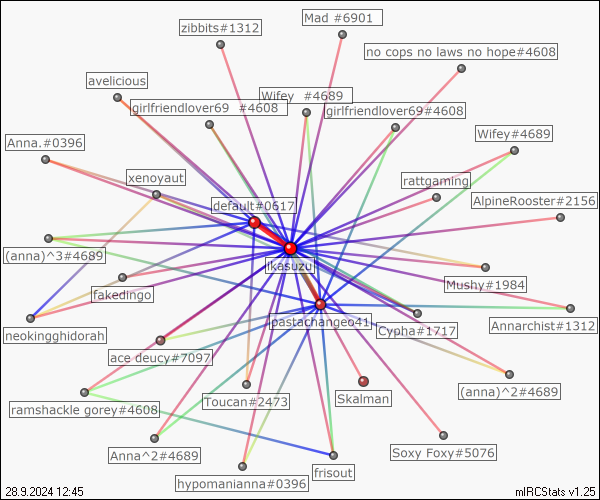 Mad #6901
zibbits#1312
no cops no laws no hope#4608
avelicious
Wifey #4689
girlfriendlover69 #4608
girlfriendlover69#4608
Anna.#0396
Wifey#4689
xenoyaut
rattgaming
default#0617
AlpineRooster#2156
(anna)^3#4689
ikasuzu
Mushy#1984
fakedingo
pastachange41
Annarchist#1312
neokingghidorah
Cypha#1717
ace deucy#7097
(anna)^2#4689
Toucan#2473
Skalman
ramshackle gorey#4608
Anna^2#4689
Soxy Foxy#5076
frisout
hypomanianna#0396
28.9.2024 12:45
mIRCStats v1.25